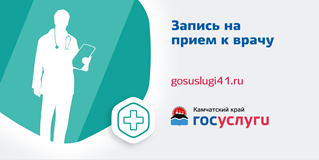 Запись на
прием к врачу
gosuslugi41.ru
Камчатский край
госуслуги